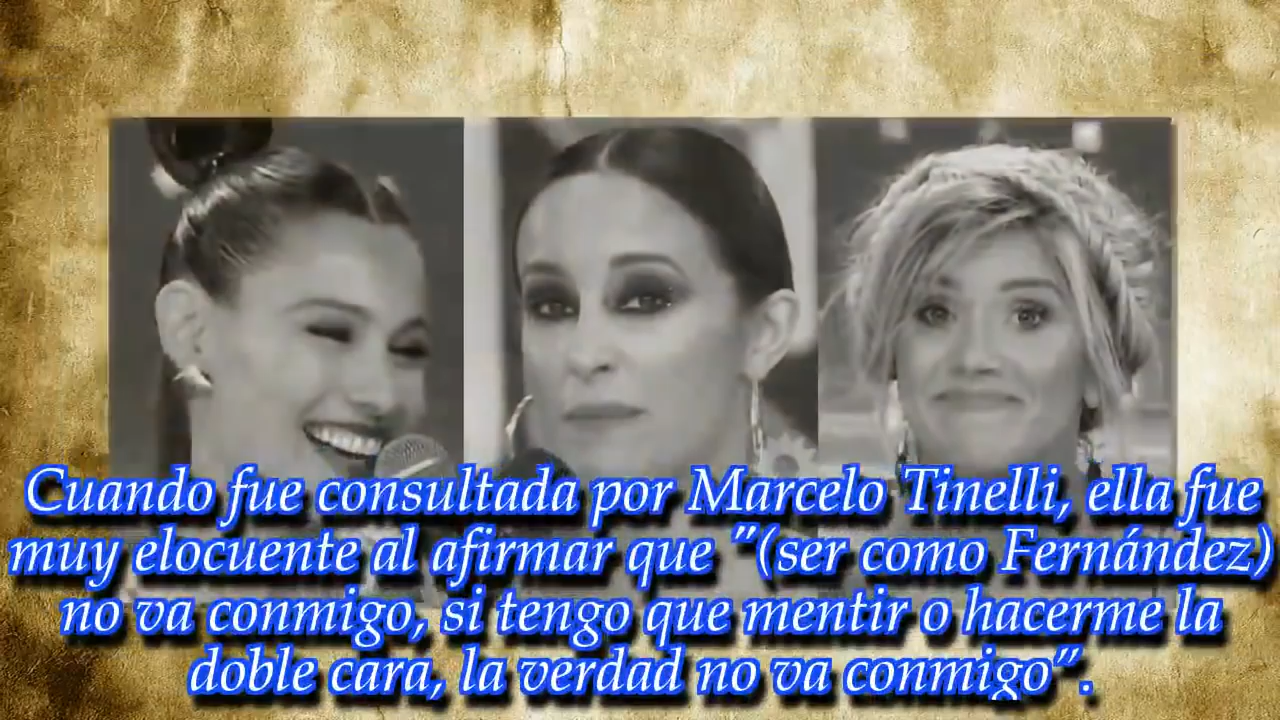 Cuando fue consultada por Marcelo Tinelli, ella fue
muy elocuente al afirmar que "(ser como Fernández)
no va conmigo, si tengo que mentir o hacerme la
doble cara, la verdad no va conmigo”.